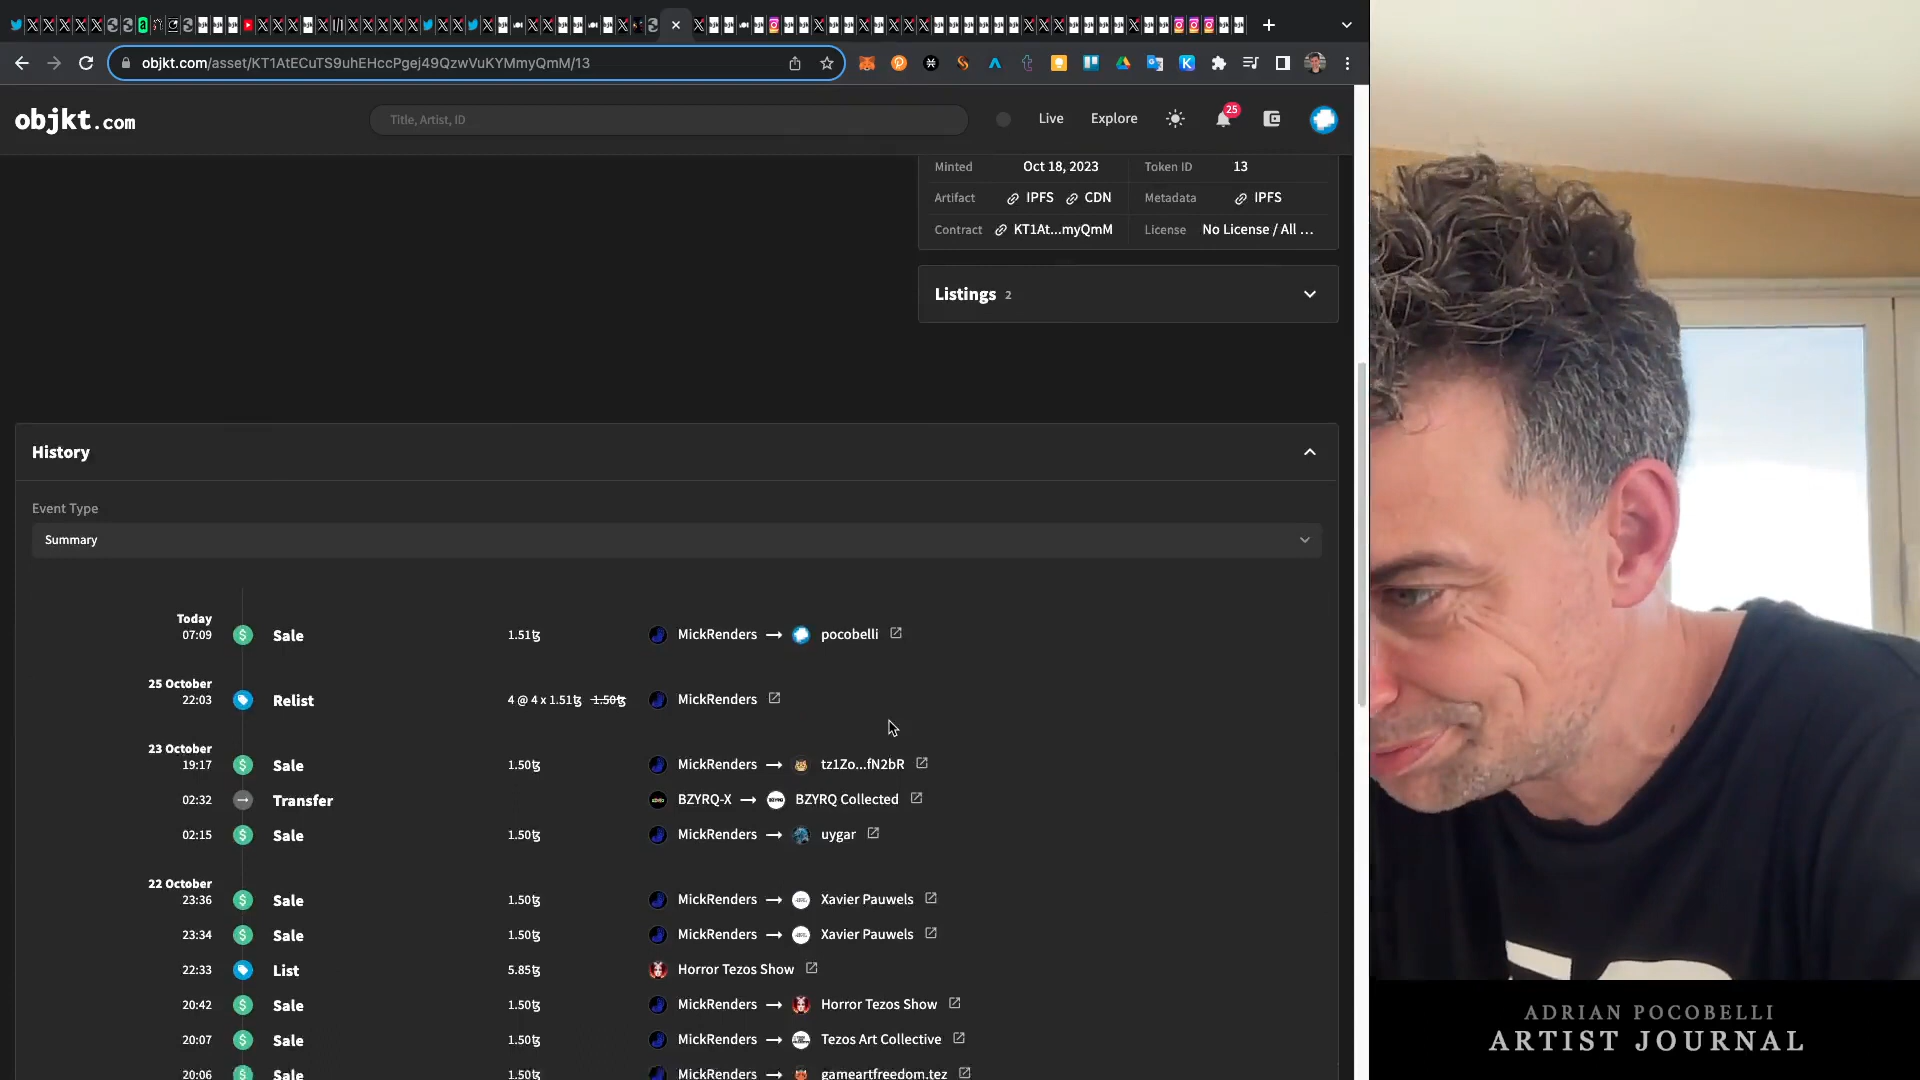 objkt.com/asset/KT1AtECuTS9uhEHccPgej49QzwVuKYMmyQmM/13
objkt.com
Title, Artist, ID
Live
Explore
25
Minted Oct 18, 2023 Token ID 13
Artifact IPFS CDN Metadata IPFS
Contract KT1At...myQmM License No License / All ...
Listings 2
History
Event Type
Summary
Today
07:09 Sale 1.51ꜩ MickRenders → pocobelli
25 October
22:03 Relist 4 @ 4 x 1.51ꜩ 1.50ꜩ MickRenders
23 October
19:17 Sale 1.50ꜩ MickRenders → tz1Zo...fN2bR
02:32 Transfer BZYRQ-X → BZYRQ Collected
02:15 Sale 1.50ꜩ MickRenders → uygar
22 October
23:36 Sale 1.50ꜩ MickRenders → Xavier Pauwels
23:34 Sale 1.50ꜩ MickRenders → Xavier Pauwels
22:33 List 5.85ꜩ Horror Tezos Show
20:42 Sale 1.50ꜩ MickRenders → Horror Tezos Show
20:07 Sale 1.50ꜩ MickRenders → Tezos Art Collective
20:06 Sale 1.50ꜩ MickRenders → gameartfreedom.tez
ADRIAN POCOBELLI
ARTIST JOURNAL